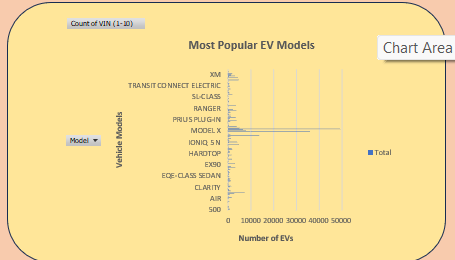 Count of VIN (1-10)
Most Popular EV Models
Chart Area
XM
TRANSIT CONNECT ELECTRIC
SL-CLASS
RANGER
PRIUS PLUG-IN
MODEL X
IONIQ 5 N
HARDTOP
EX90
EQE-CLASS SEDAN
CLARITY
AIR
500
Vehicle Models
Model
Total
0 10000 20000 30000 40000 50000
Number of EVs